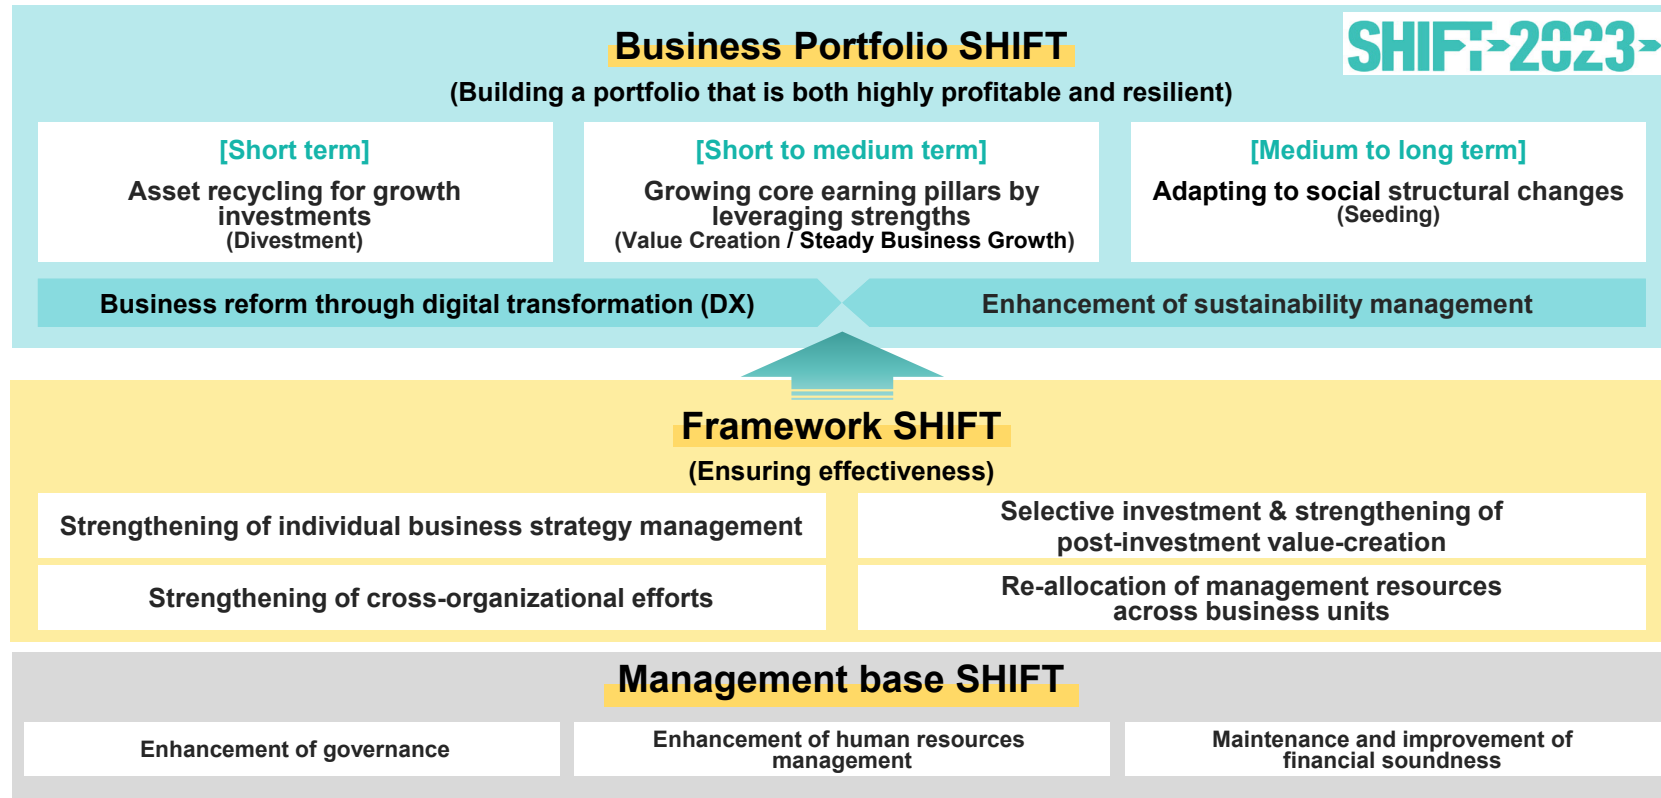 Business Portfolio SHIFT
SHIFT 2023
(Building a portfolio that is both highly profitable and resilient)
[Short term]
Asset recycling for growth
investments
(Divestment)
[Short to medium term]
Growing core earning pillars by
leveraging strengths
(Value Creation / Steady Business Growth)
[Medium to long term]
Adapting to social structural changes
(Seeding)
Business reform through digital transformation (DX)
Enhancement of sustainability management
Framework SHIFT
(Ensuring effectiveness)
Strengthening of individual business strategy management
Selective investment & strengthening of
post-investment value-creation
Strengthening of cross-organizational efforts
Re-allocation of management resources
across business units
Management base SHIFT
Enhancement of governance
Enhancement of human resources
management
Maintenance and improvement of
financial soundness